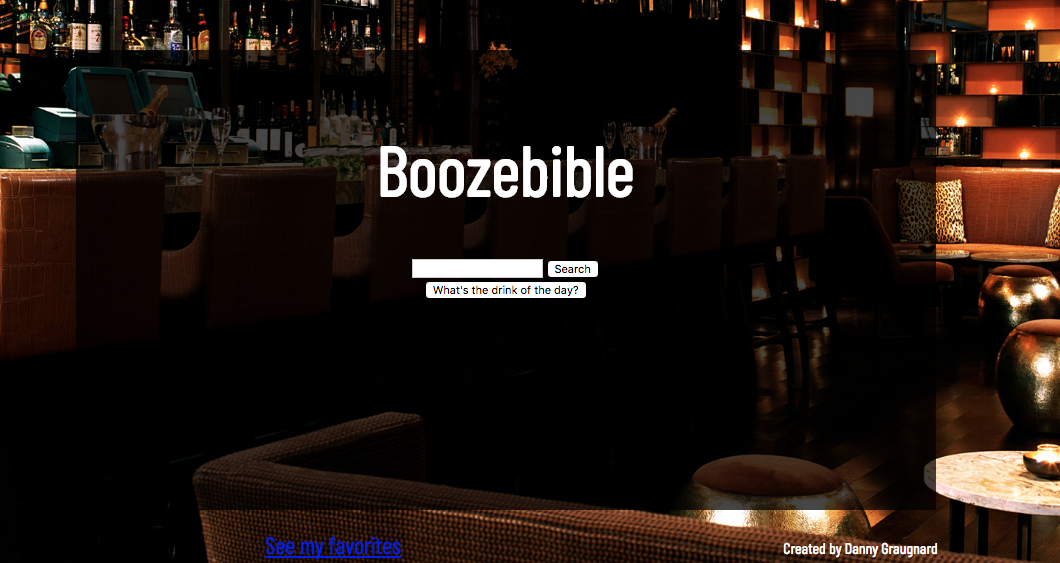 Boozebible
Search
What's the drink of the day?
See my favorites
Created by Danny Graugnard